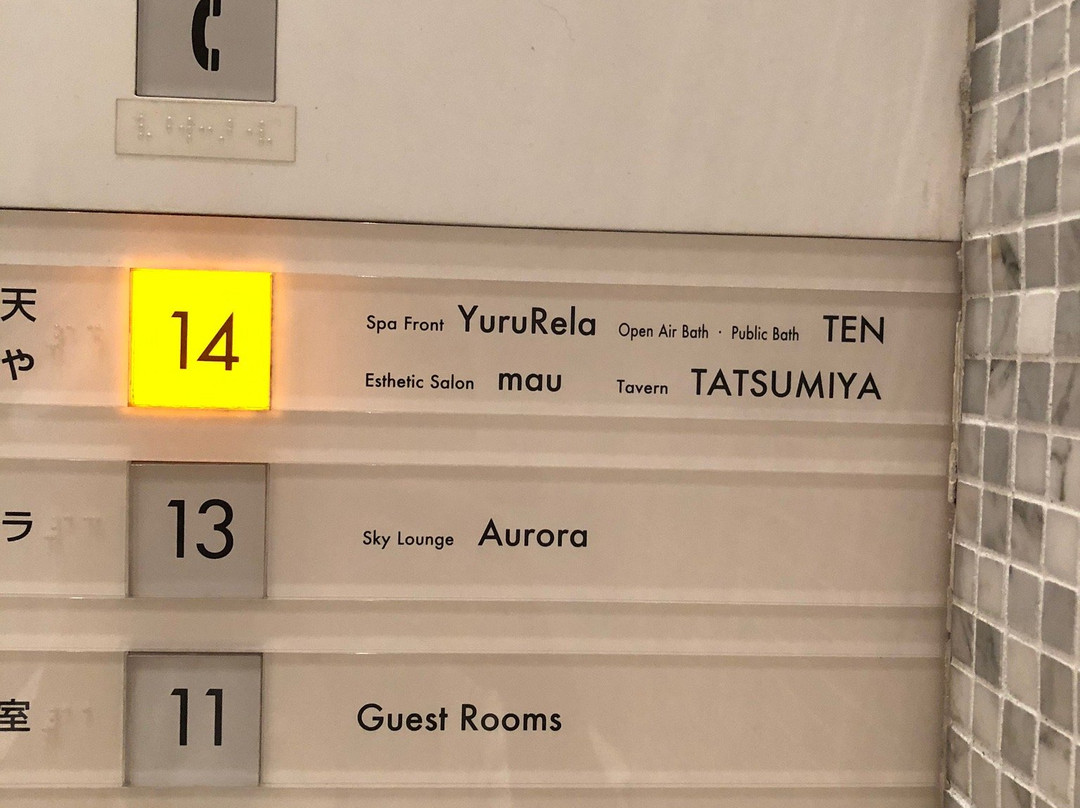 天
や
14
Spa Front YuruRela Open Air Bath · Public Bath TEN
Esthetic Salon mau Tavern TATSUMIYA
ラ
13
Sky Lounge Aurora
室
11
Guest Rooms